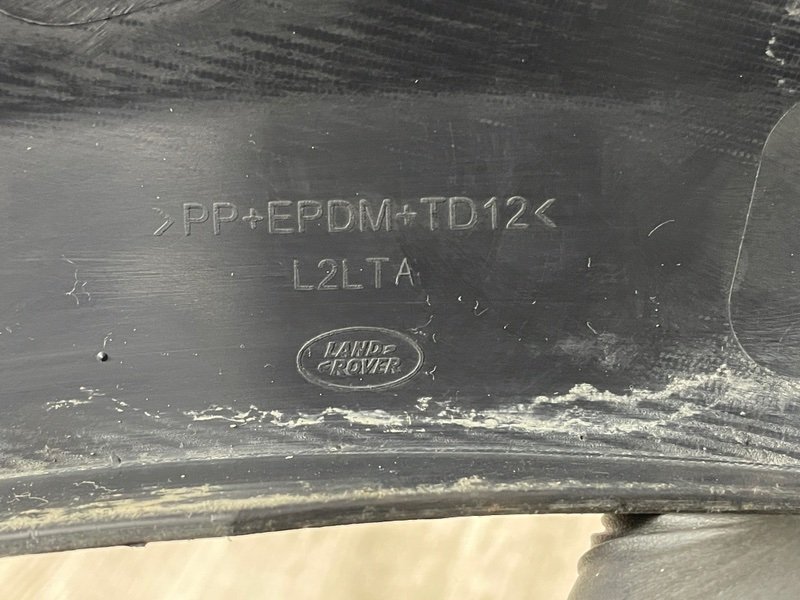 >PP+EPDM+TD12<
L2LTA
LAND
ROVER